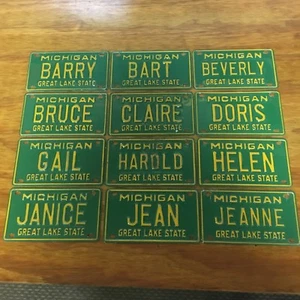 MICHIGAN
BARRY
GREAT LAKE STATE
MICHIGAN
BART
GREAT LAKE STATE
MICHIGAN
BEVERLY
GREAT LAKE STATE
MICHIGAN
BRUCE
GREAT LAKE STATE
MICHIGAN
CLAIRE
GREAT LAKE STATE
MICHIGAN
DORIS
GREAT LAKE STATE
MICHIGAN
GAIL
GREAT LAKE STATE
MICHIGAN
HAROLD
GREAT LAKE STATE
MICHIGAN
HELEN
GREAT LAKE STATE
MICHIGAN
JANICE
GREAT LAKE STATE
MICHIGAN
JEAN
GREAT LAKE STATE
MICHIGAN
JEANNE
GREAT LAKE STATE